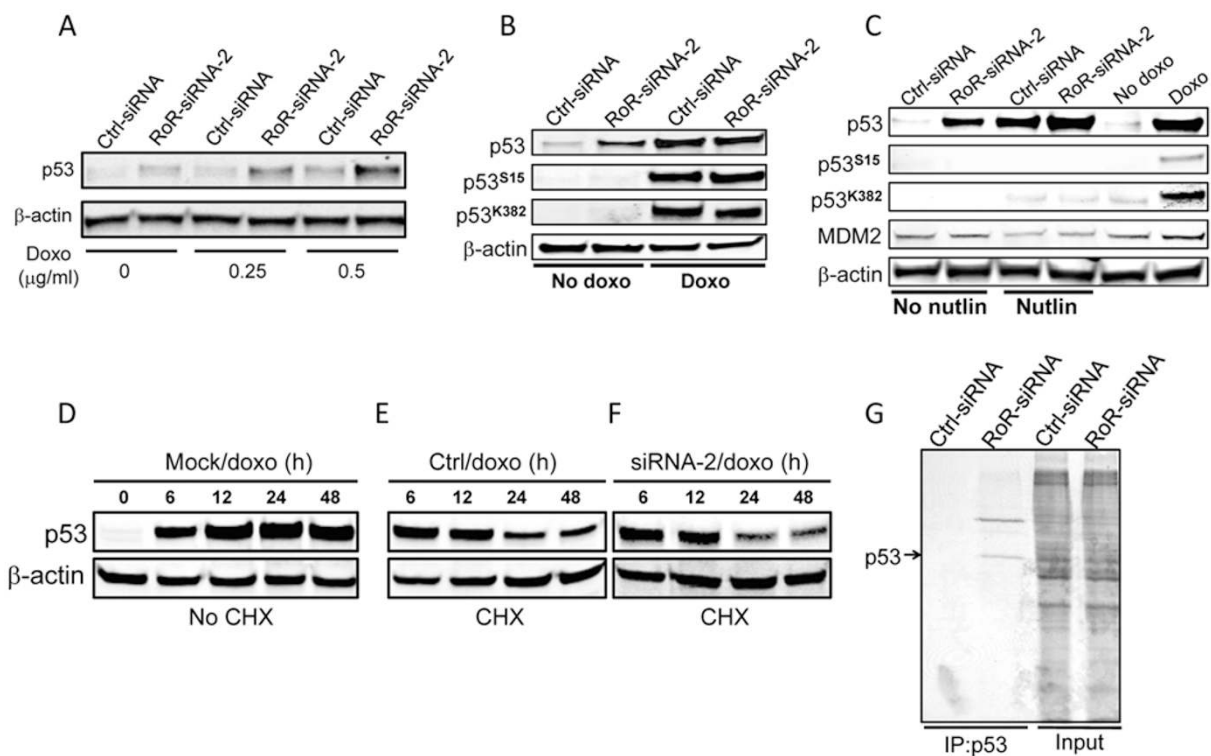 A
Ctrl-siRNA
RoR-siRNA-2
Ctrl-siRNA
RoR-siRNA-2
Ctrl-siRNA
RoR-siRNA-2
p53
β-actin
Doxo
(μg/ml)
0
0.25
0.5
B
Ctrl-siRNA
RoR-siRNA-2
Ctrl-siRNA
RoR-siRNA-2
p53
p53S15
p53K382
β-actin
No doxo
Doxo
C
Ctrl-siRNA
RoR-siRNA-2
Ctrl-siRNA
RoR-siRNA-2
No doxo
Doxo
p53
p53S15
p53K382
MDM2
β-actin
No nutlin
Nutlin
D
Mock/doxo (h)
0 6 12 24 48
p53
β-actin
No CHX
E
Ctrl/doxo (h)
6 12 24 48
CHX
F
siRNA-2/doxo (h)
6 12 24 48
CHX
G
Ctrl-siRNA
RoR-siRNA
Ctrl-siRNA
RoR-siRNA
p53→
IP:p53
Input